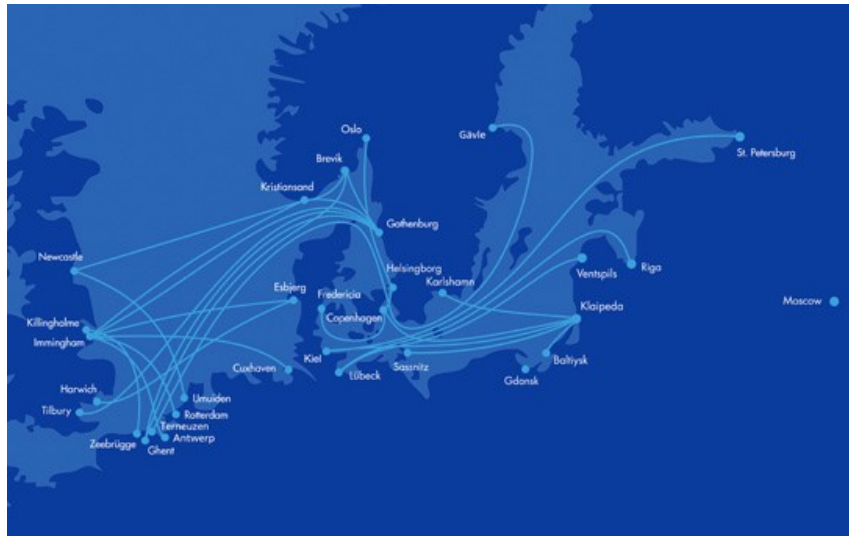 Oslo
Gävle
St. Petersburg
Brevik
Kristiansand
Gothenburg
Newcastle
Helsingborg
Riga
Ventspils
Esbjerg
Fredericia
Karlshamn
Moscow
Copenhagen
Klaipeda
Killingholme
Immingham
Kiel
Sassnitz
Baltiysk
Cuxhaven
Lübeck
Gdansk
Harwich
Umuiden
Tilbury
Rotterdam
Terneuzen
Zeebrügge
Antwerp
Ghent